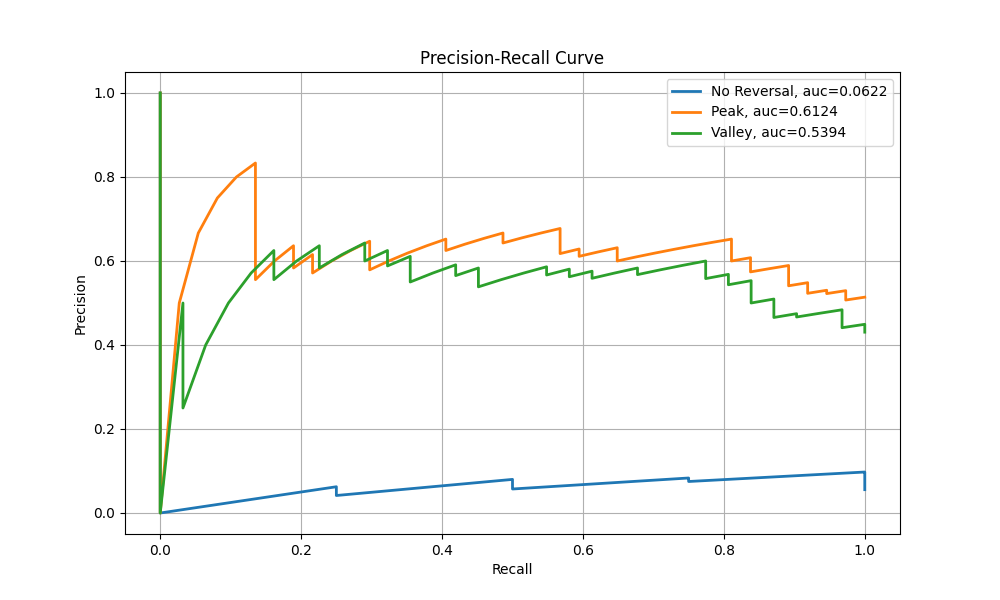 Precision-Recall Curve
No Reversal, auc=0.0622
Peak, auc=0.6124
Valley, auc=0.5394
1.0
0.8
0.6
0.4
0.2
0.0
Precision
0.0 0.2 0.4 0.6 0.8 1.0
Recall